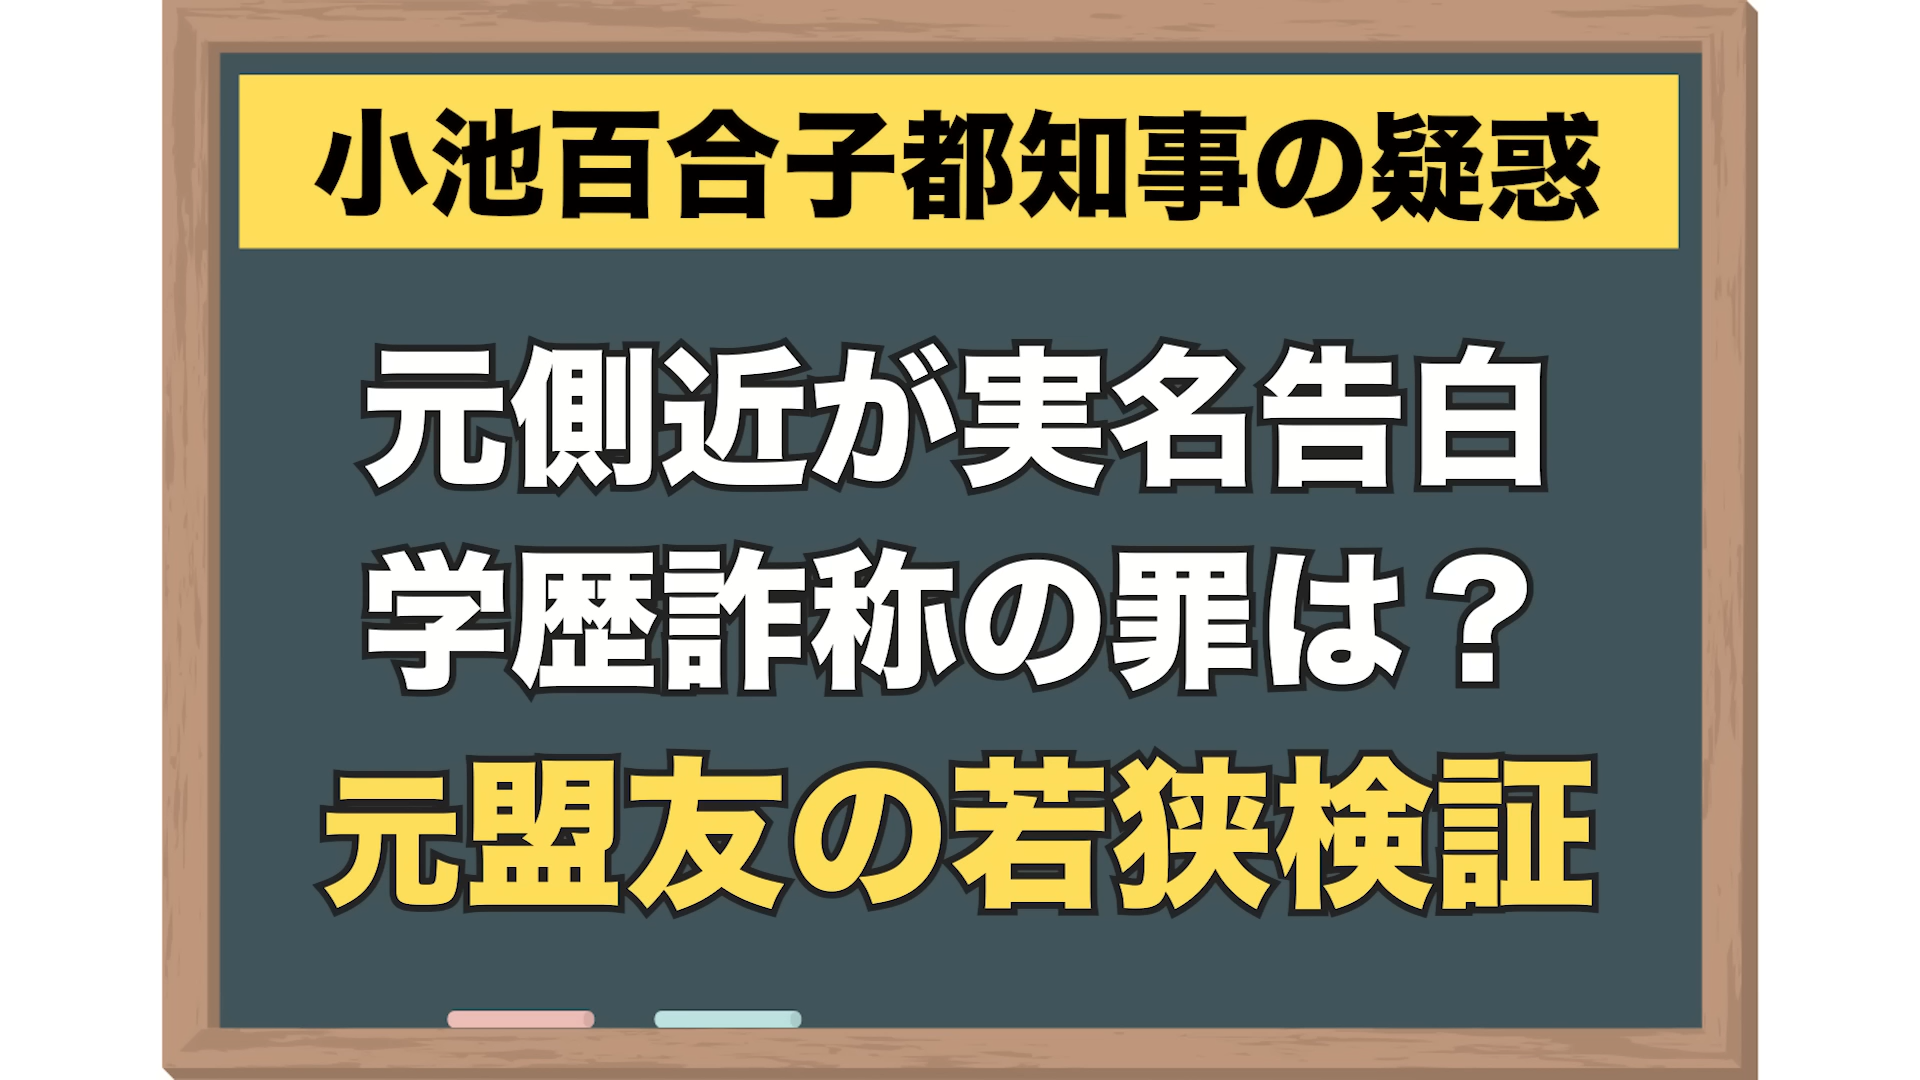 小池百合子都知事の疑惑
元側近が実名告白
学歴詐称の罪は？
元盟友の若狭検証